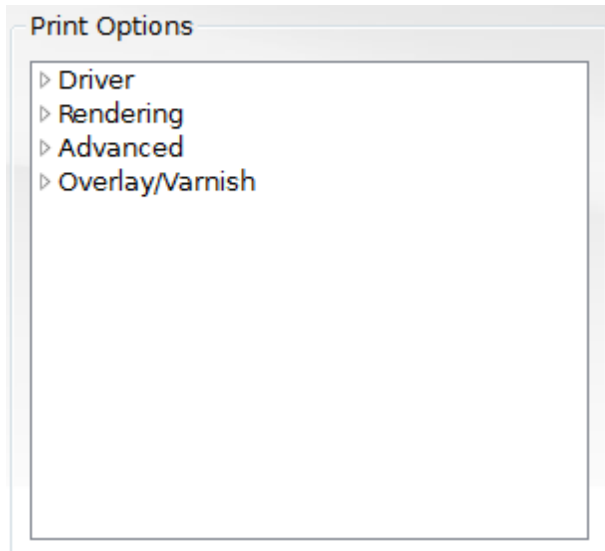 Print Options
Driver
Rendering
Advanced
Overlay/Varnish